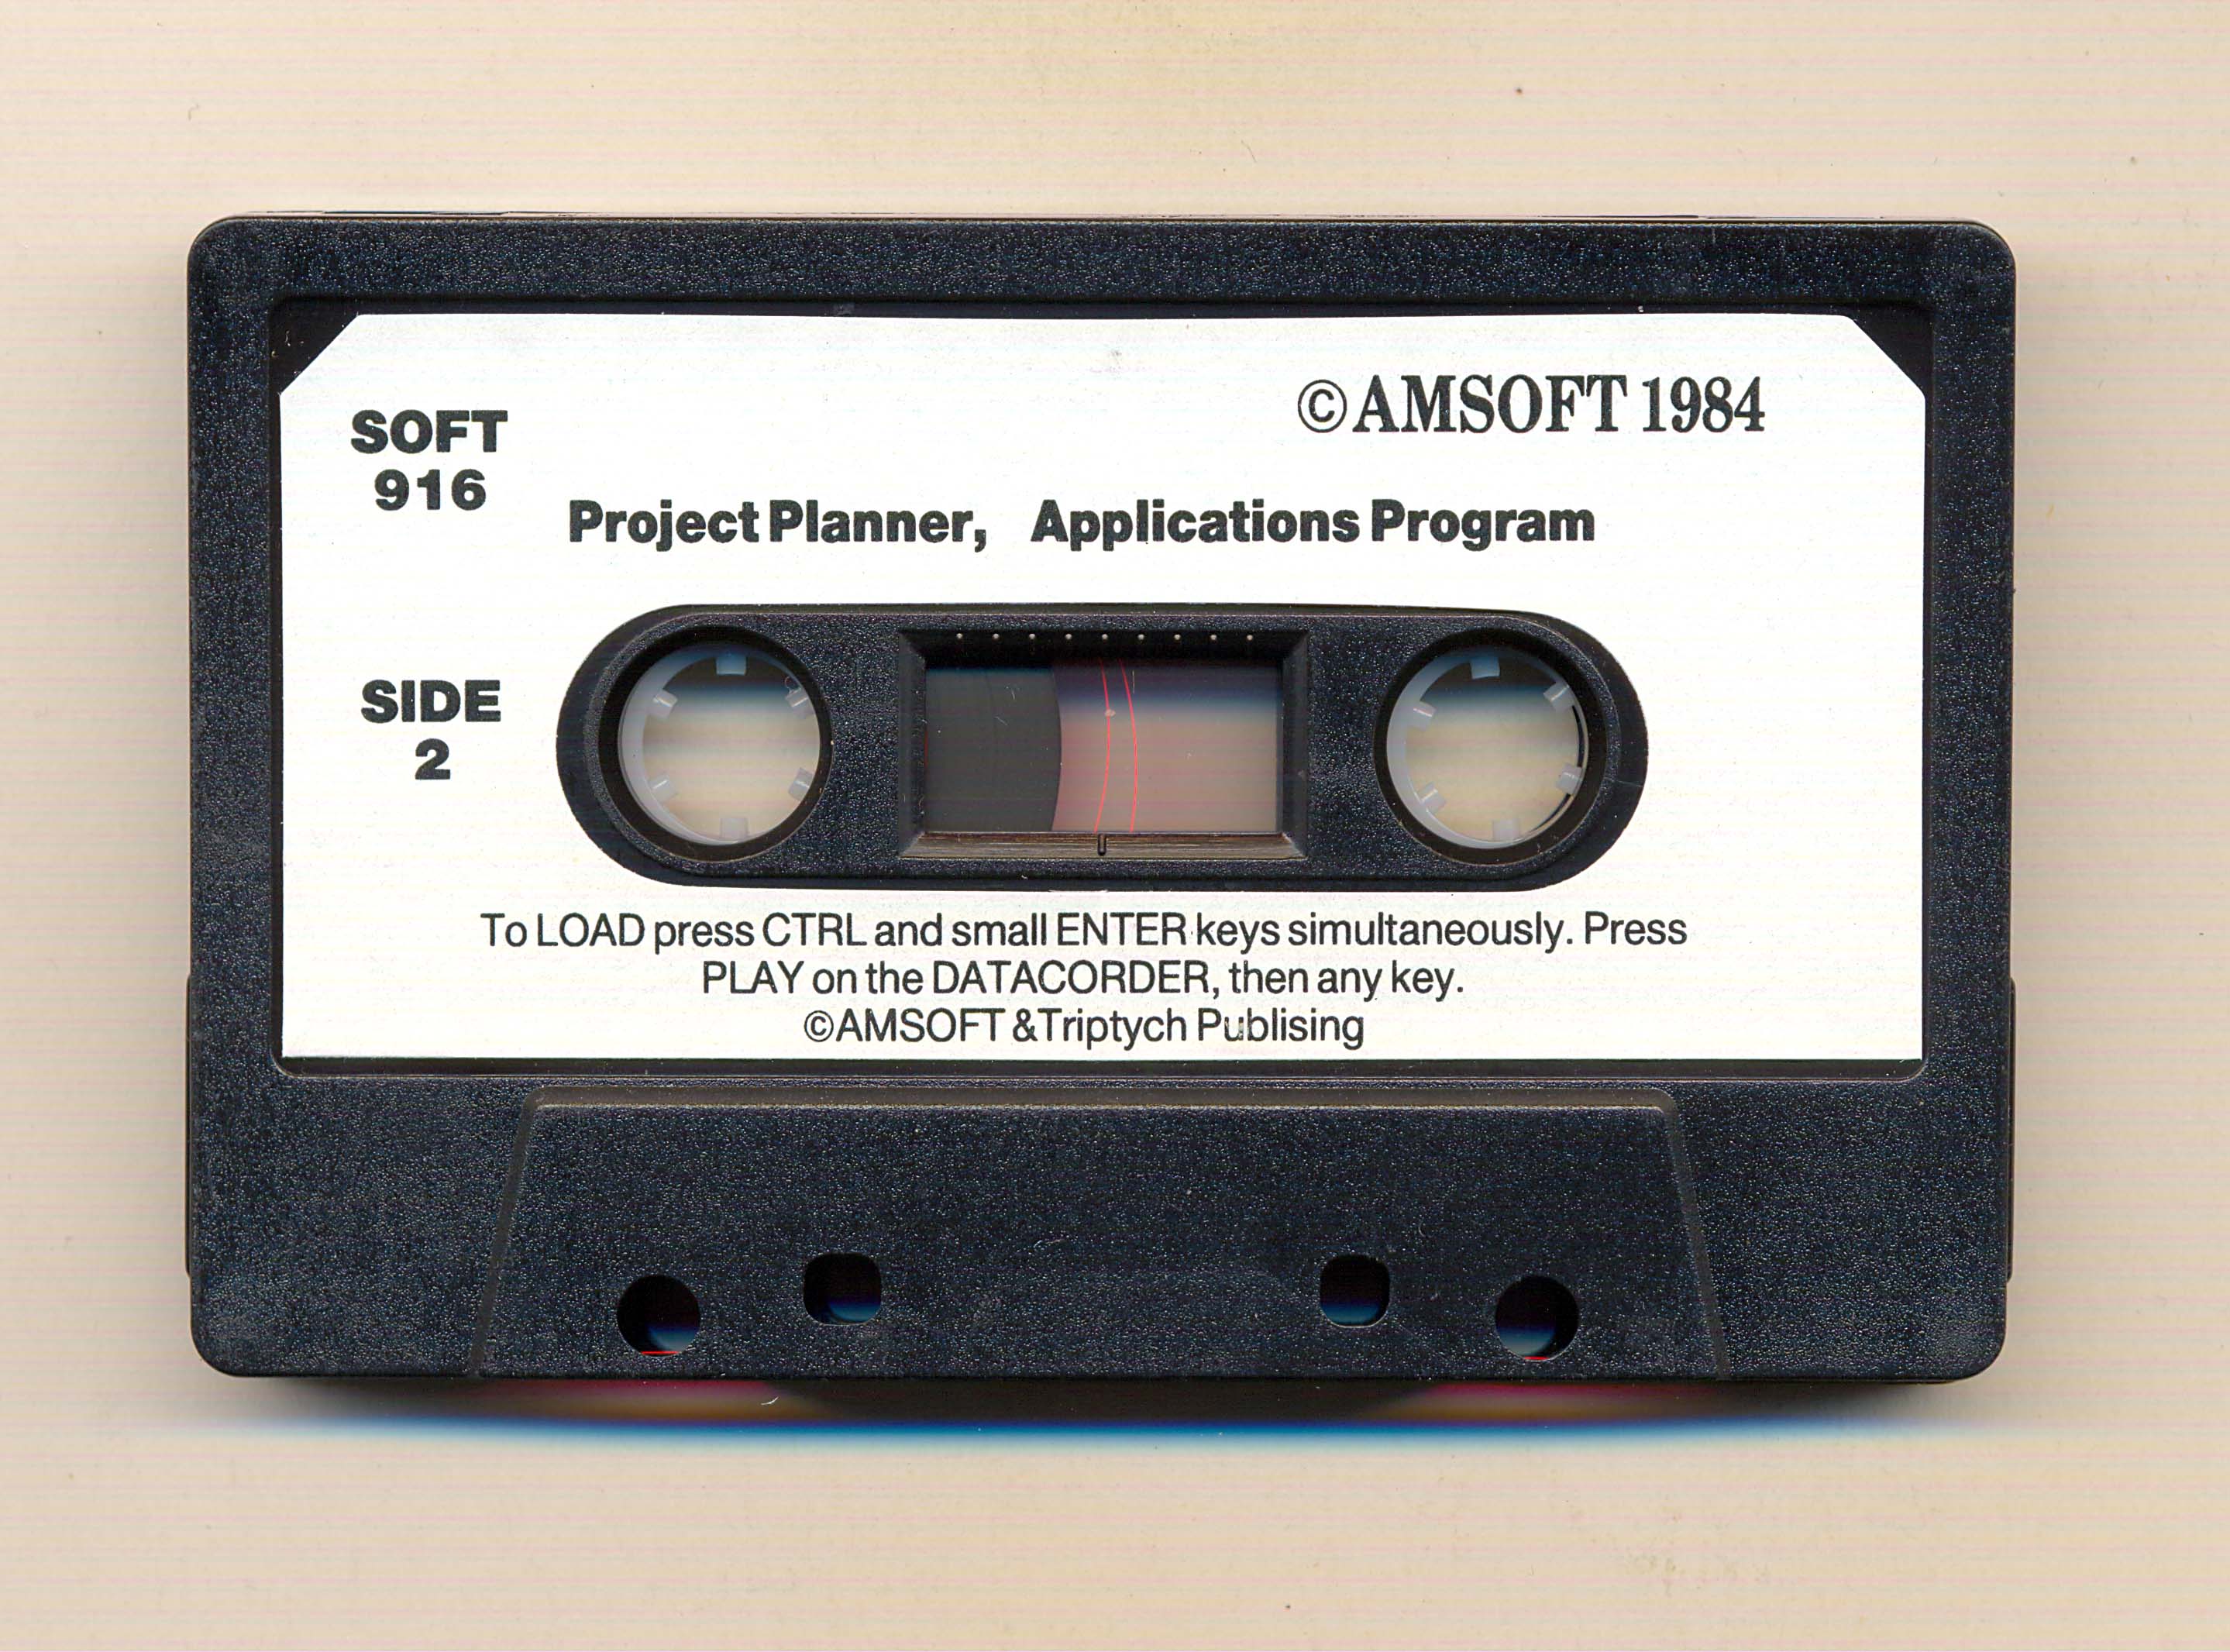 ©AMSOFT 1984
SOFT
916
Project Planner, Applications Program
SIDE
2
To LOAD press CTRL and small ENTER keys simultaneously. Press
PLAY on the DATACORDER, then any key.
©AMSOFT &Triptych Publising